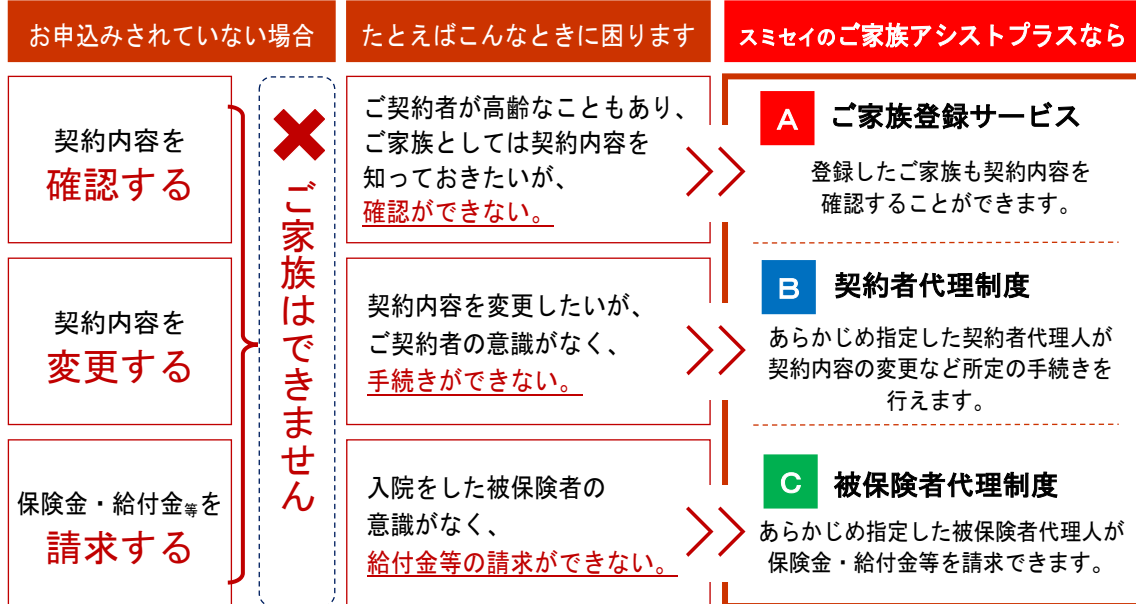 お申込みされていない場合
たとえばこんなときに困ります
スミセイのご家族アシストプラスなら
契約内容を
確認する
契約内容を
変更する
保険金・給付金等を
請求する
✖
ご家族はできません
ご契約者が高齢なこともあり、
ご家族としては契約内容を
知っておきたいが、
確認ができない。
契約内容を変更したいが、
ご契約者の意識がなく、
手続きができない。
入院をした被保険者の
意識がなく、
給付金等の請求ができない。
A ご家族登録サービス
登録したご家族も契約内容を
確認することができます。
B 契約者代理制度
あらかじめ指定した契約者代理人が
契約内容の変更など所定の手続きを
行えます。
C 被保険者代理制度
あらかじめ指定した被保険者代理人が
保険金・給付金等を請求できます。